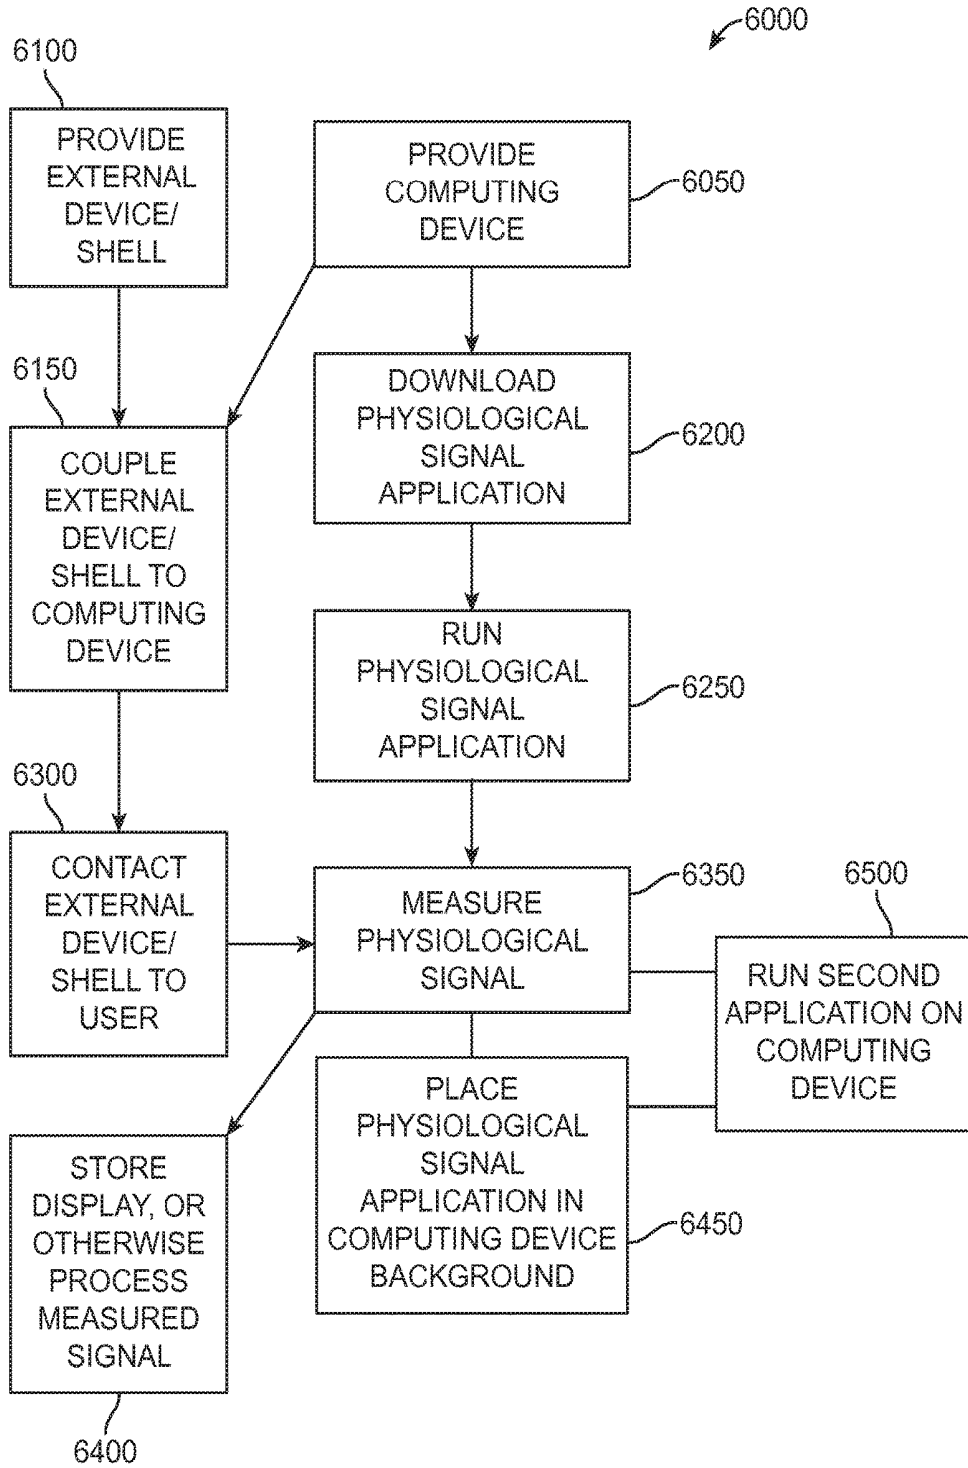 6000
6100
PROVIDE
EXTERNAL
DEVICE/
SHELL
PROVIDE
COMPUTING
DEVICE
6050
6150
COUPLE
EXTERNAL
DEVICE/
SHELL TO
COMPUTING
DEVICE
DOWNLOAD
PHYSIOLOGICAL
SIGNAL
APPLICATION
6200
RUN
PHYSIOLOGICAL
SIGNAL
APPLICATION
6250
6300
CONTACT
EXTERNAL
DEVICE/
SHELL TO
USER
MEASURE
PHYSIOLOGICAL
SIGNAL
6350
6500
RUN SECOND
APPLICATION ON
COMPUTING
DEVICE
PLACE
PHYSIOLOGICAL
SIGNAL
APPLICATION IN
COMPUTING DEVICE
BACKGROUND
6450
STORE
DISPLAY, OR
OTHERWISE
PROCESS
MEASURED
SIGNAL
6400